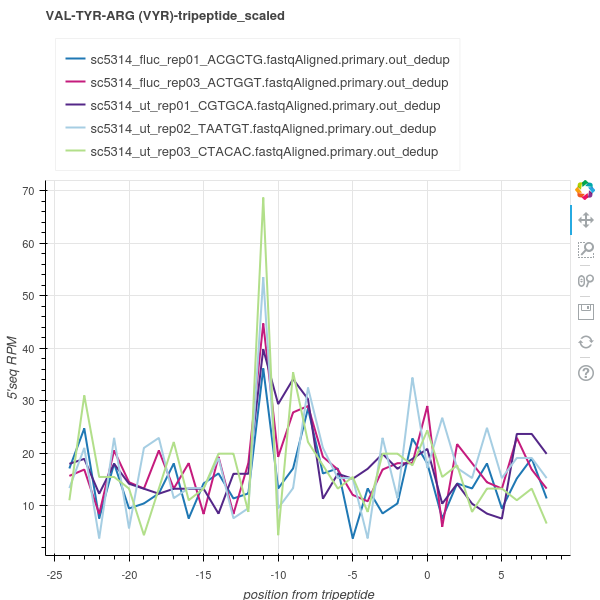 VAL-TYR-ARG (VYR)-tripeptide_scaled
sc5314_fluc_rep01_ACGCTG.fastqAligned.primary.out_dedup
sc5314_fluc_rep03_ACTGGT.fastqAligned.primary.out_dedup
sc5314_ut_rep01_CGTGCA.fastqAligned.primary.out_dedup
sc5314_ut_rep02_TAATGT.fastqAligned.primary.out_dedup
sc5314_ut_rep03_CTACAC.fastqAligned.primary.out_dedup
70
60
50
40
30
20
10
5'seq RPM
-25 -20 -15 -10 -5 0 5
position from tripeptide